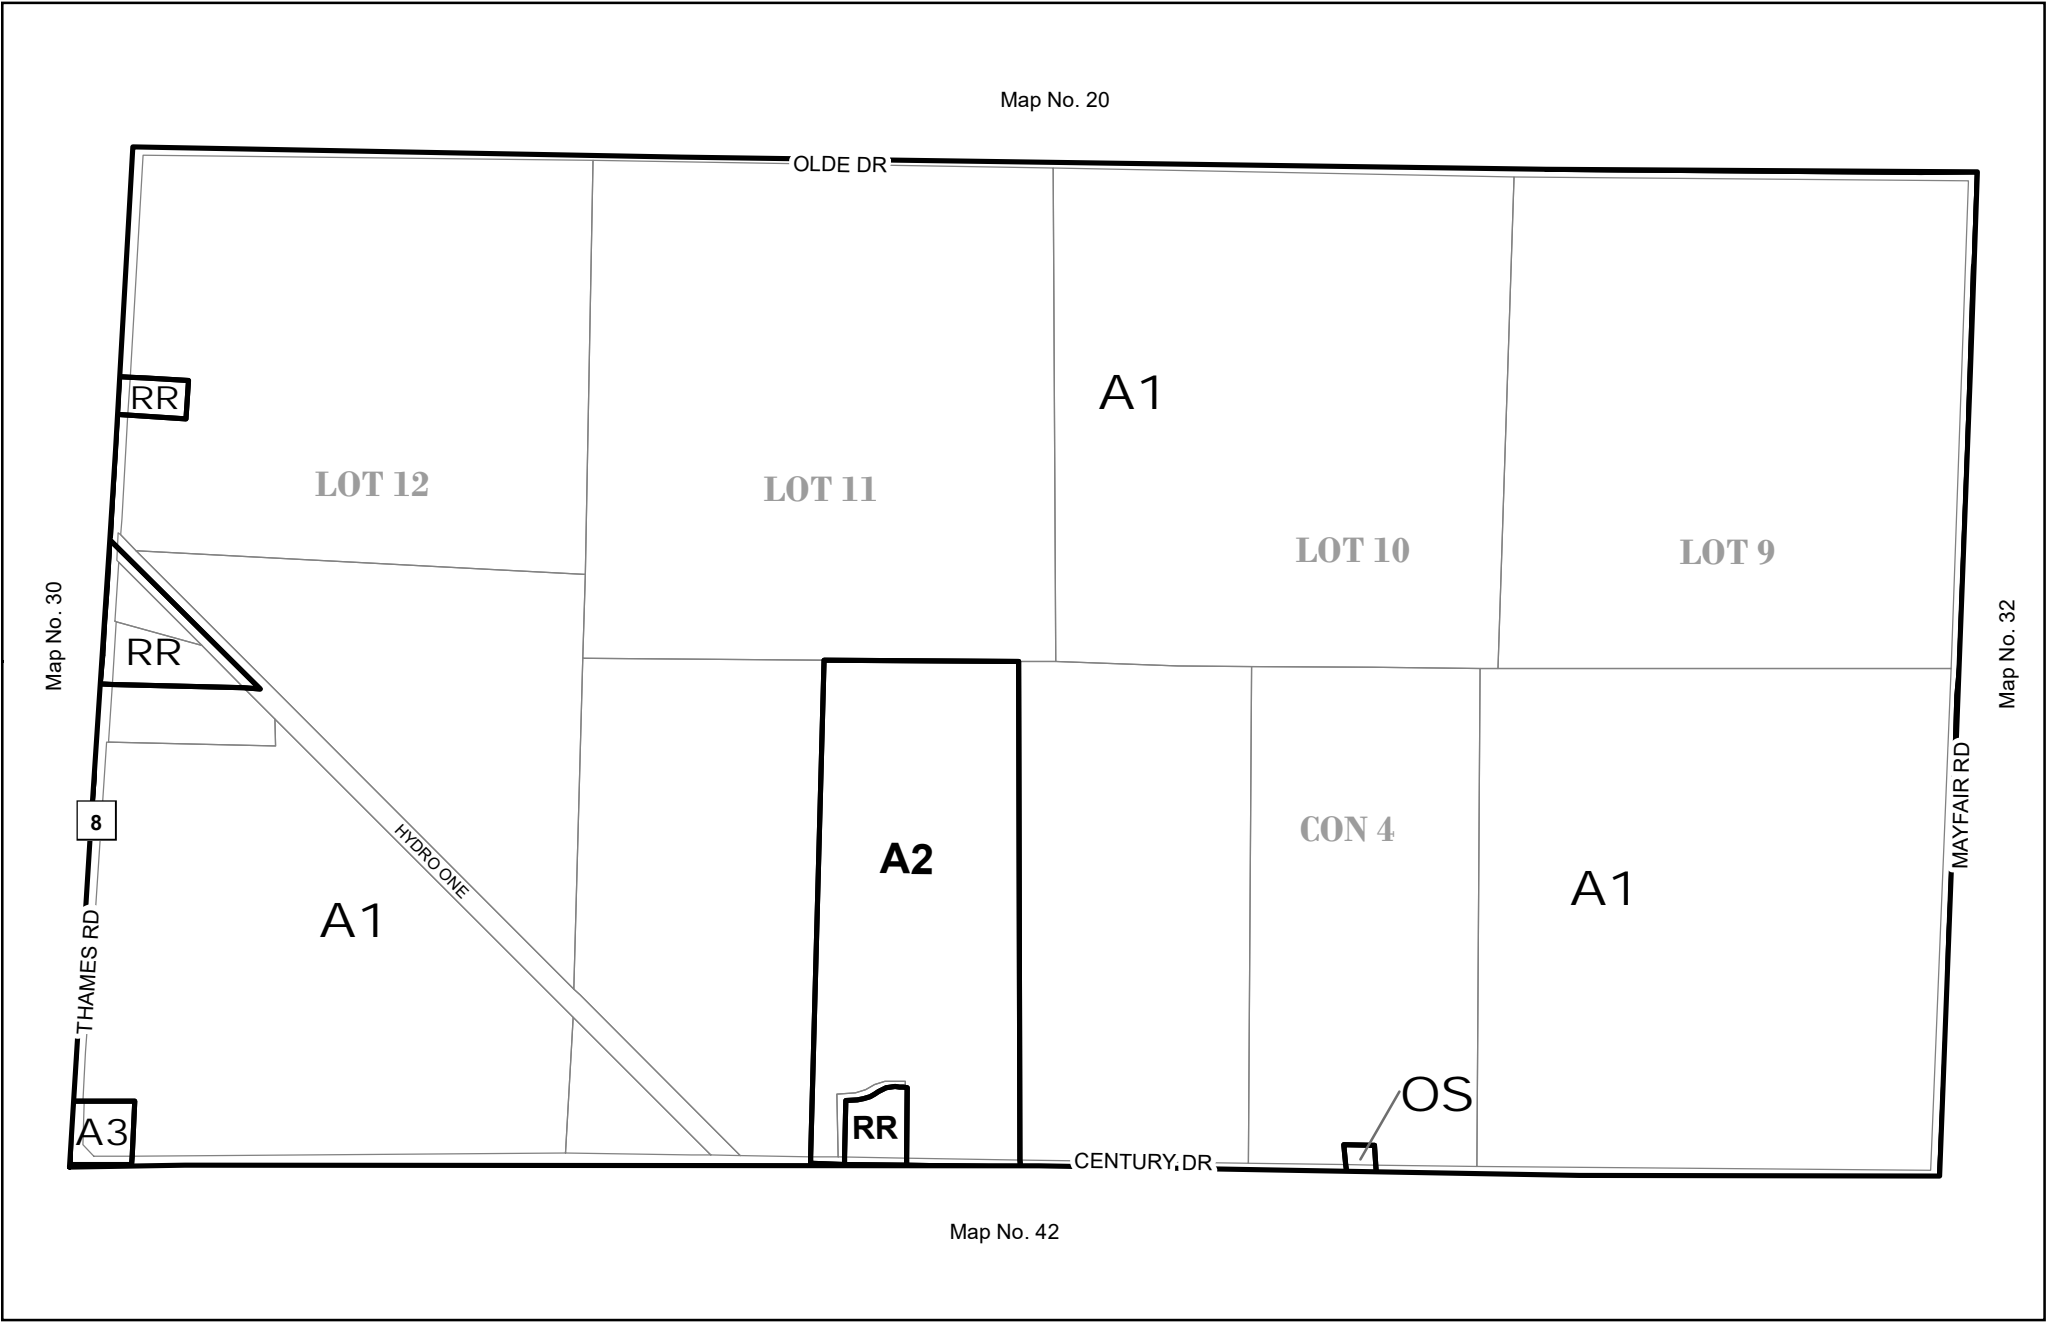 Map No. 20
OLDE DR
A1
RR
LOT 12
LOT 11
LOT 10
LOT 9
Map No. 30
RR
Map No. 32
MAYFAIR RD
8
CON 4
HYDRO ONE
A2
A1
A1
THAMES RD
OS
A3
RR
CENTURY DR
Map No. 42